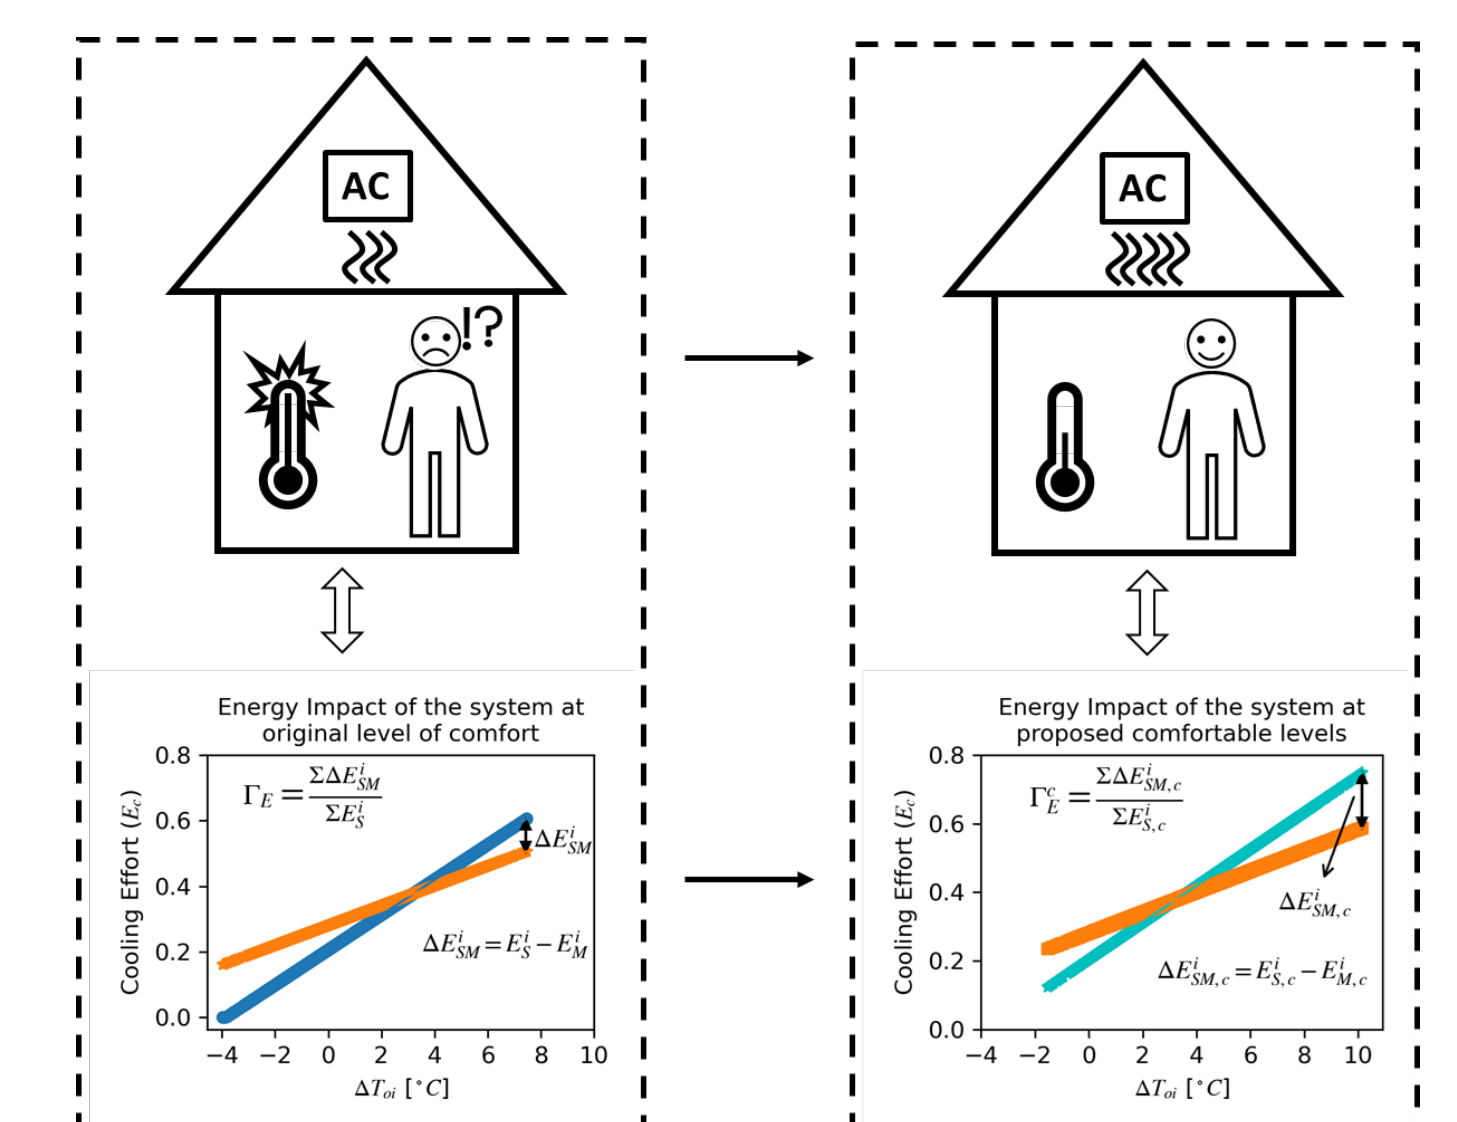 AC
!?
AC
Energy Impact of the system at
original level of comfort
0.8
0.6
0.4
0.2
0.0
Cooling Effort (E_c)
Γ_E = ΣΔE^i_SM / ΣE^i_S
ΔE^i_SM
ΔE^i_SM = E^i_S − E^i_M
−4 −2 0 2 4 6 8 10
ΔT_oi [°C]
Energy Impact of the system at
proposed comfortable levels
0.8
0.6
0.4
0.2
0.0
Cooling Effort (E_c)
Γ^c_E = ΣΔE^i_SM,c / ΣE^i_S,c
ΔE^i_SM,c
ΔE^i_SM,c = E^i_S,c − E^i_M,c
−4 −2 0 2 4 6 8 10
ΔT_oi [°C]